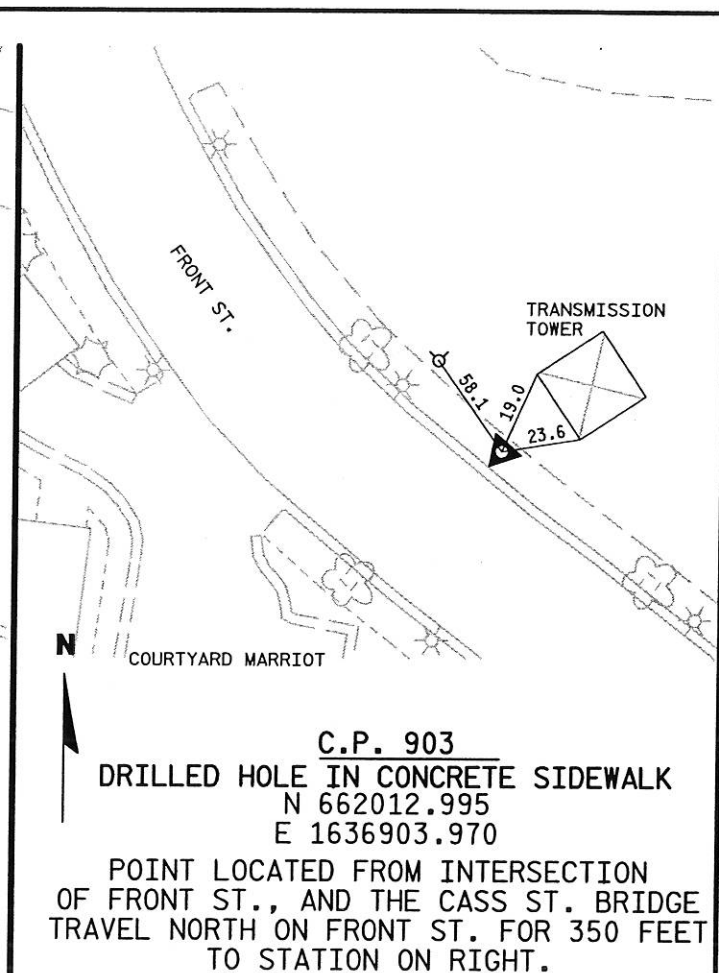 FRONT ST.
TRANSMISSION
TOWER
58.1
19.0
23.6
N
COURTYARD MARRIOT
C.P. 903
DRILLED HOLE IN CONCRETE SIDEWALK
N 662012.995
E 1636903.970
POINT LOCATED FROM INTERSECTION
OF FRONT ST., AND THE CASS ST. BRIDGE
TRAVEL NORTH ON FRONT ST. FOR 350 FEET
TO STATION ON RIGHT.